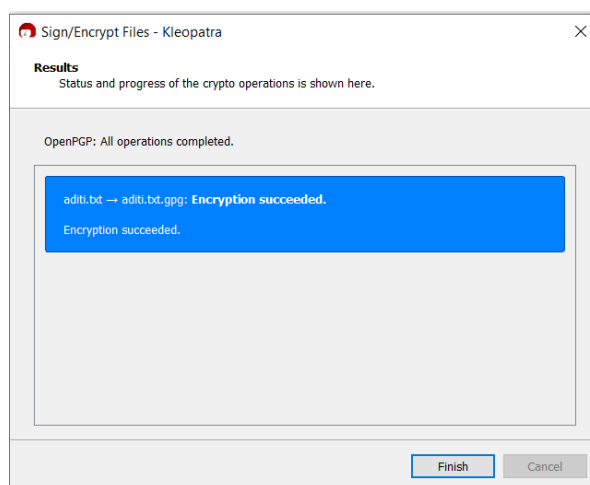 Sign/Encrypt Files - Kleopatra
Results
Status and progress of the crypto operations is shown here.
OpenPGP: All operations completed.
aditi.txt → aditi.txt.gpg: Encryption succeeded.
Encryption succeeded.
Finish
Cancel